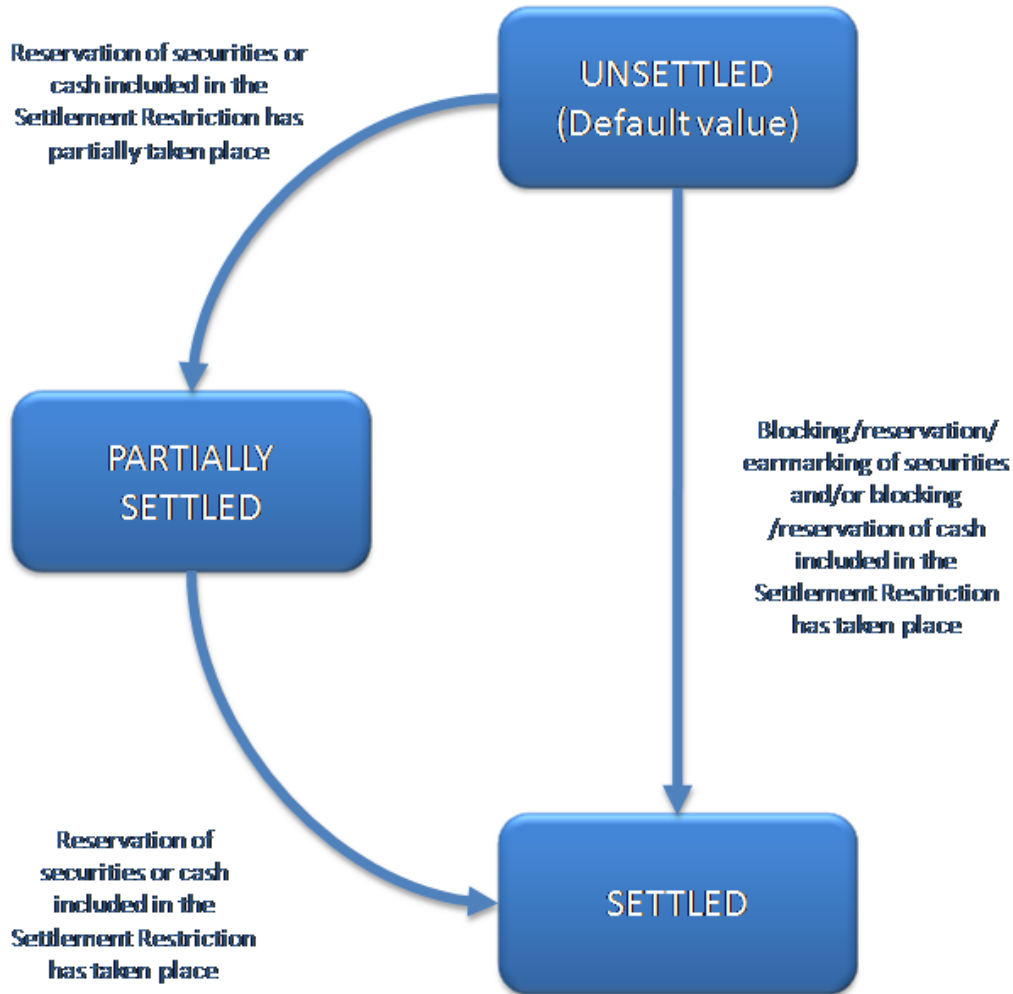 Reservation of securities or
cash included in the
Settlement Restriction has
partially taken place
UNSETTLED
(Default value)
PARTIALLY
SETTLED
Blocking/reservation/
earmarking of securities
and/or blocking
/reservation of cash
included in the
Settlement Restriction
has taken place
Reservation of
securities or cash
included in the
Settlement Restriction
has taken place
SETTLED